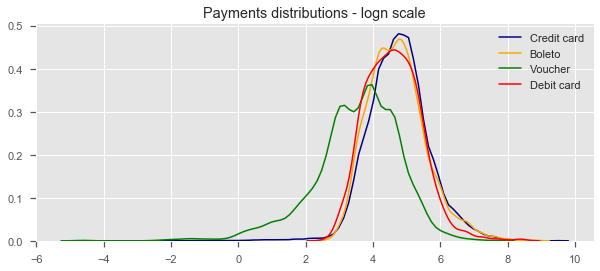 Payments distributions - logn scale
Credit card
Boleto
Voucher
Debit card
0.5
0.4
0.3
0.2
0.1
0.0
−6 −4 −2 0 2 4 6 8 10